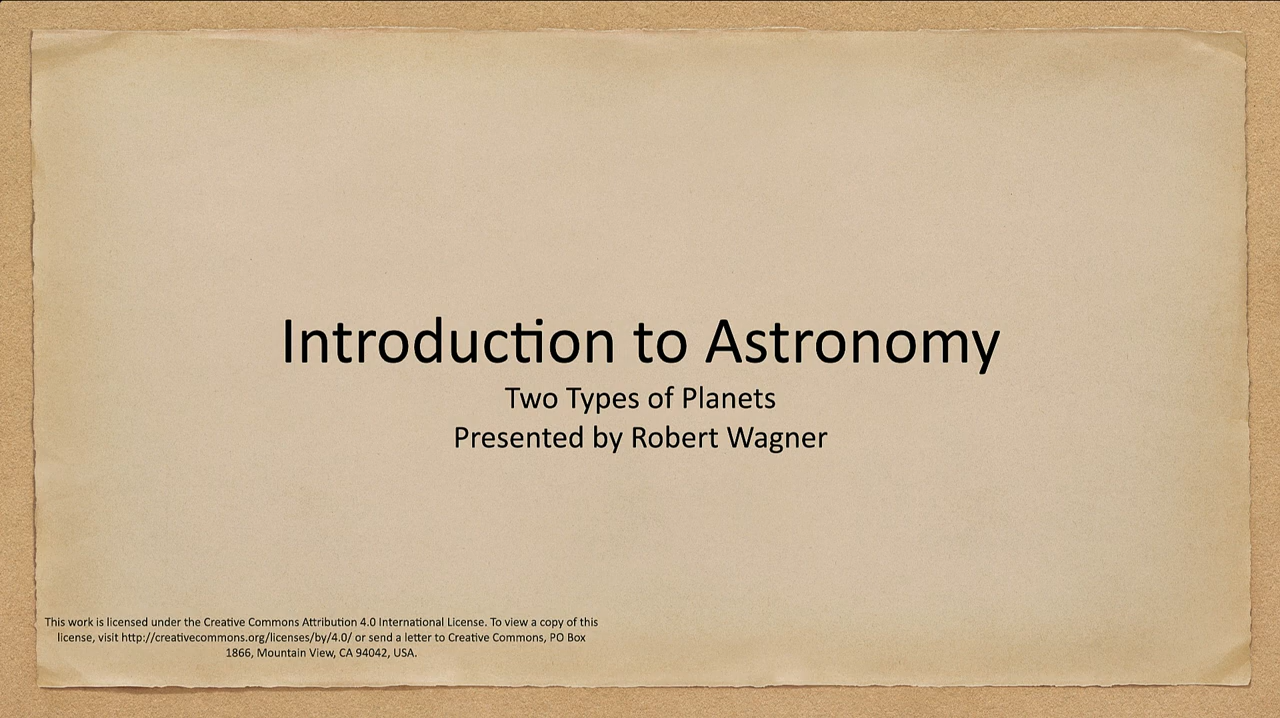 Introduction to Astronomy
Two Types of Planets
Presented by Robert Wagner
This work is licensed under the Creative Commons Attribution 4.0 International License. To view a copy of this
license, visit http://creativecommons.org/licenses/by/4.0/ or send a letter to Creative Commons, PO Box
1866, Mountain View, CA 94042, USA.